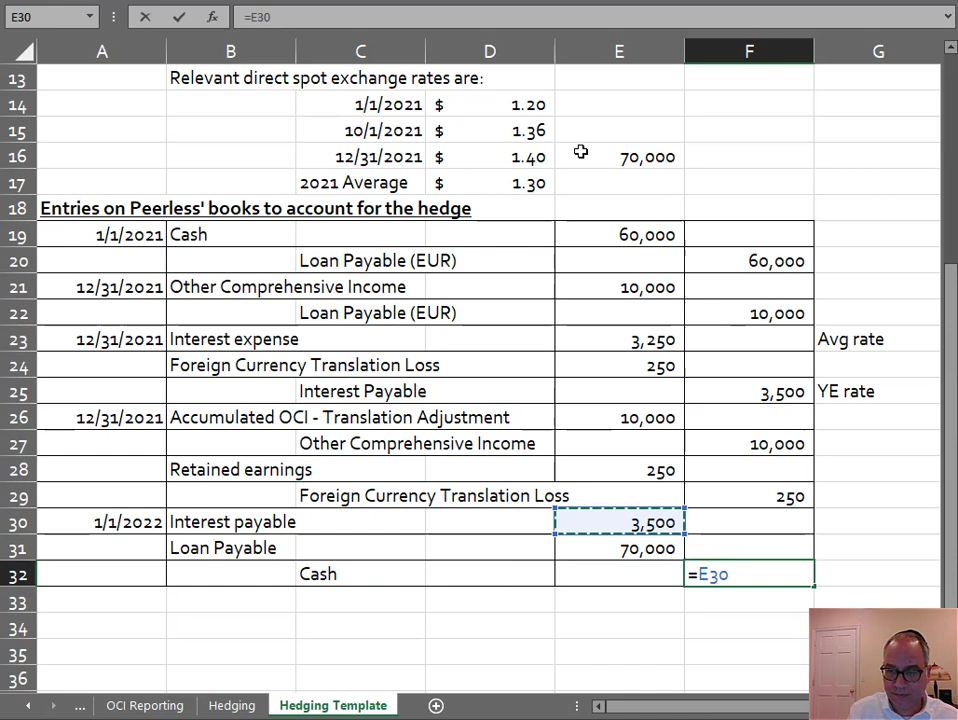 E30 =E30
A B C D E F G
13 Relevant direct spot exchange rates are:
14 1/1/2021 $ 1.20
15 10/1/2021 $ 1.36
16 12/31/2021 $ 1.40 70,000
17 2021 Average $ 1.30
18 Entries on Peerless' books to account for the hedge
19 1/1/2021 Cash 60,000
20 Loan Payable (EUR) 60,000
21 12/31/2021 Other Comprehensive Income 10,000
22 Loan Payable (EUR) 10,000
23 12/31/2021 Interest expense 3,250 Avg rate
24 Foreign Currency Translation Loss 250
25 Interest Payable 3,500 YE rate
26 12/31/2021 Accumulated OCI - Translation Adjustment 10,000
27 Other Comprehensive Income 10,000
28 Retained earnings 250
29 Foreign Currency Translation Loss 250
30 1/1/2022 Interest payable 3,500
31 Loan Payable 70,000
32 Cash =E30
33
34
35
36
... OCI Reporting Hedging Hedging Template